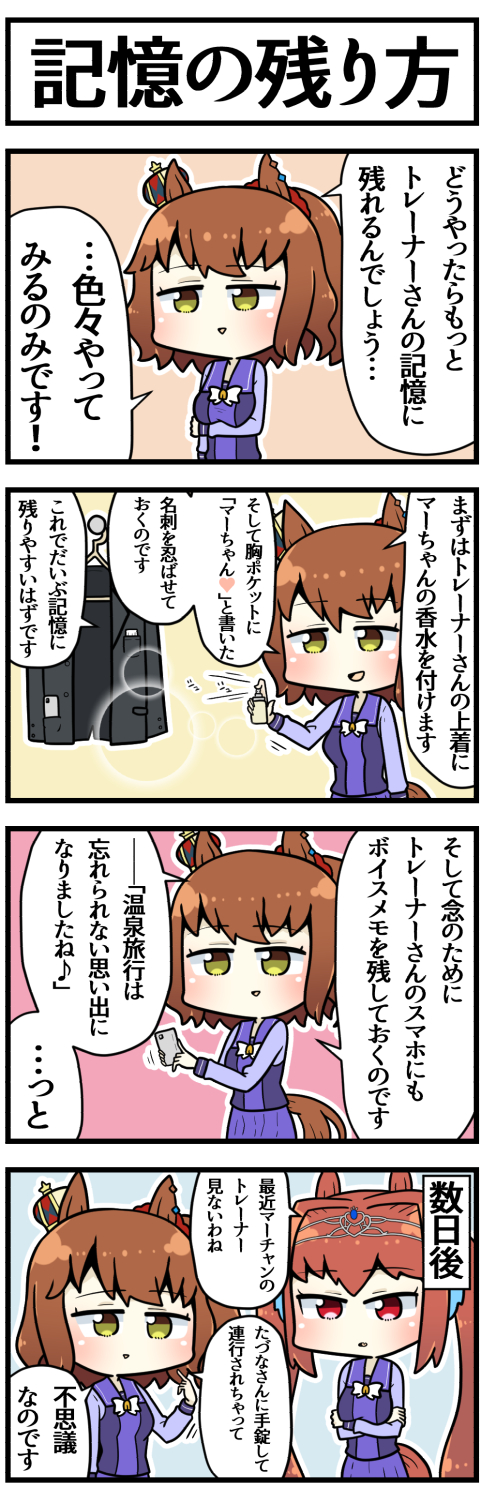 記憶の残り方
どうやったらもっと
トレーナーさんの記憶に
残れるんでしょう…
…色々やって
みるのみです！
まずはトレーナーさんの上着に
マーちゃんの香水を付けます
そして胸ポケットに
「マーちゃん♥」と書いた
名刺を忍ばせて
おくのです
これでだいぶ記憶に
残りやすいはずです
そして念のために
トレーナーさんのスマホにも
ボイスメモを残しておくのです
――「温泉旅行は
忘れられない思い出に
なりましたね♪」
…っと
数日後
最近マーチャンの
トレーナー
見ないわね
たづなさんに手錠して
連行されちゃって
不思議
なのです